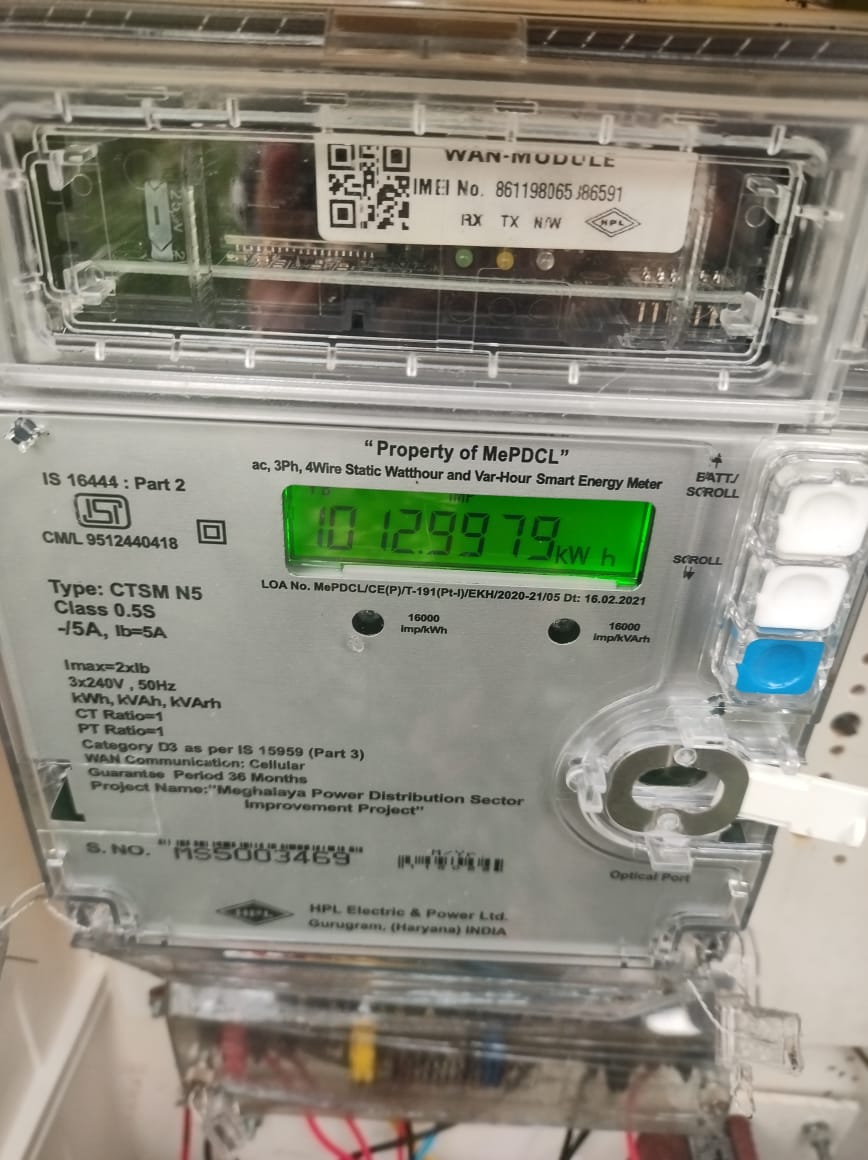 WAN-MODULE
IMEI No.
RX TX N/W
HPL
"Property of MePDCL"
ac, 3Ph, 4Wire Static Watthour and Var-Hour Smart Energy Meter
BATT/
SCROLL
IS 16444 : Part 2
ISI
CM/L 9512440418
IMP
kW h
SCROLL
LOA No. MePDCL/CE(P)/T-191(Pt-I)/EKH/2020-21/05 Dt: 16.02.2021
Type: CTSM N5
Class 0.5S
-/5A, Ib=5A
16000
imp/kWh
16000
imp/kVArh
Imax=2xIb
3x240V , 50Hz
kWh, kVAh, kVArh
CT Ratio=1
PT Ratio=1
Category D3 as per IS 15959 (Part 3)
WAN Communication: Cellular
Guarantee Period 36 Months
Project Name:"Meghalaya Power Distribution Sector
Improvement Project"
S. NO. MS5003469
Optical Port
HPL
HPL Electric & Power Ltd.
Gurugram, (Haryana) INDIA